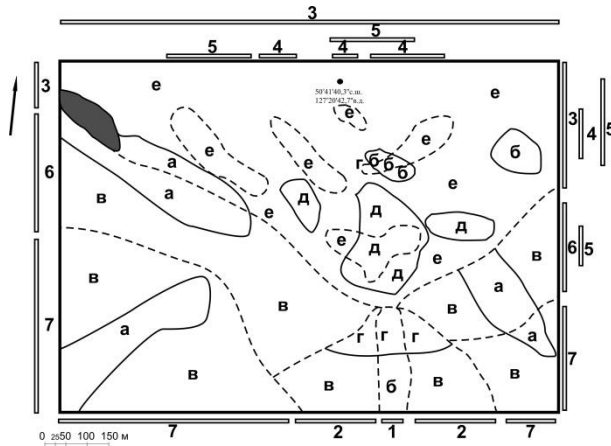 3
5
5 4 4 4
3 6 7
50°41'40,3"с.ш.
127°20'42,7"в.д.
е е
е
е е
а е г б б б б
а д е
в е д д
е д е в
д а
в в в
а г г г а
в в б в в
3 4 5
6 5
7
0 25 50 100 150 м
7 2 1 2 7